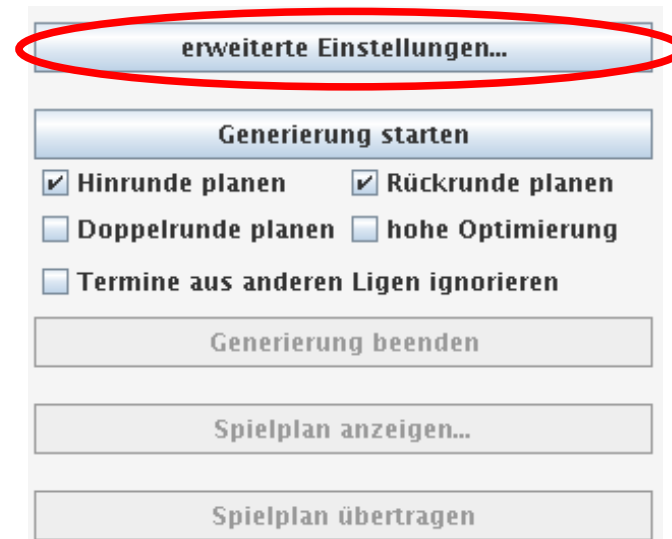 erweiterte Einstellungen...
Generierung starten
Hinrunde planen Rückrunde planen
Doppelrunde planen hohe Optimierung
Termine aus anderen Ligen ignorieren
Generierung beenden
Spielplan anzeigen...
Spielplan übertragen